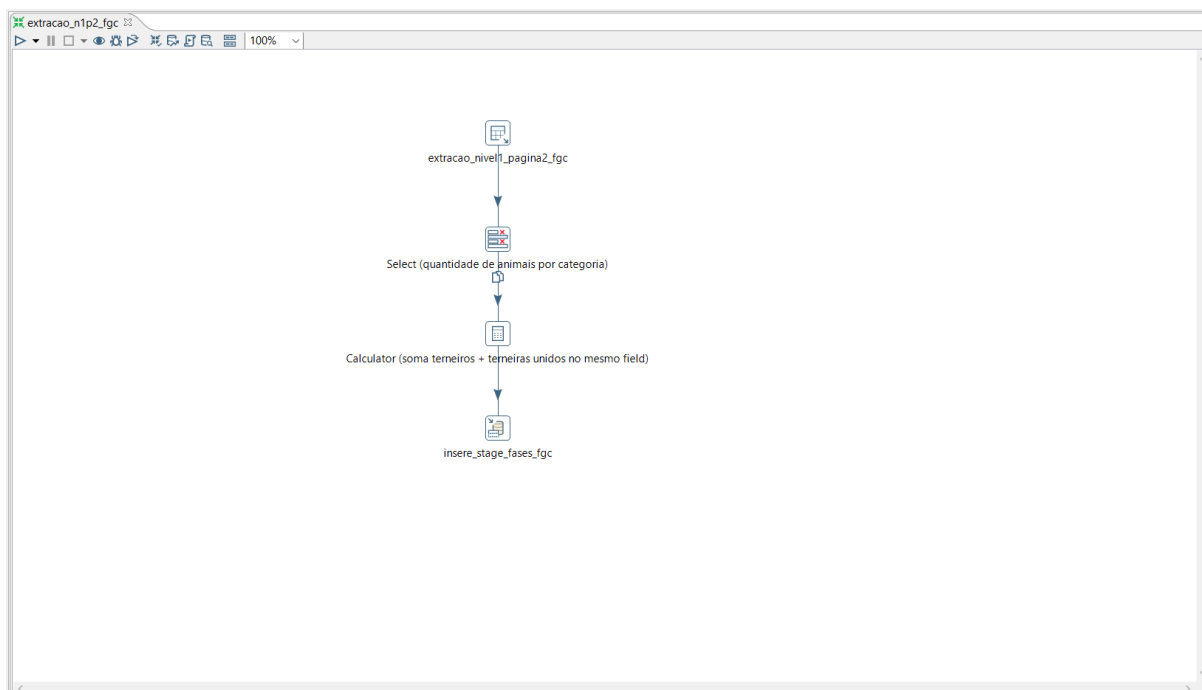 extracao_n1p2_fgc
100%
extracao_nivel1_pagina2_fgc
Select (quantidade de animais por categoria)
Calculator (soma terneiros + terneiras unidos no mesmo field)
insere_stage_fases_fgc